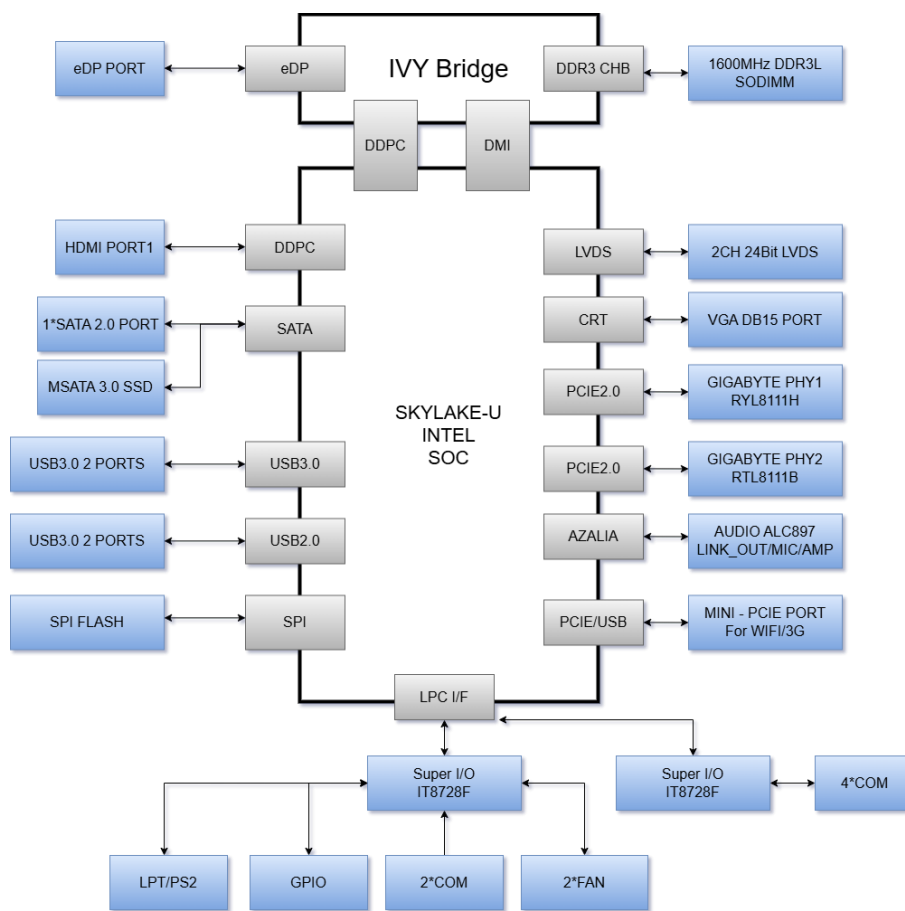 eDP PORT
eDP
IVY Bridge
DDR3 CHB
1600MHz DDR3L
SODIMM
DDPC
DMI
HDMI PORT1
DDPC
LVDS
2CH 24Bit LVDS
1*SATA 2.0 PORT
SATA
CRT
VGA DB15 PORT
MSATA 3.0 SSD
PCIE2.0
GIGABYTE PHY1
RYL8111H
SKYLAKE-U
INTEL
SOC
USB3.0 2 PORTS
USB3.0
PCIE2.0
GIGABYTE PHY2
RTL8111B
USB3.0 2 PORTS
USB2.0
AZALIA
AUDIO ALC897
LINK_OUT/MIC/AMP
SPI FLASH
SPI
PCIE/USB
MINI - PCIE PORT
For WIFI/3G
LPC I/F
Super I/O
IT8728F
Super I/O
IT8728F
4*COM
LPT/PS2
GPIO
2*COM
2*FAN